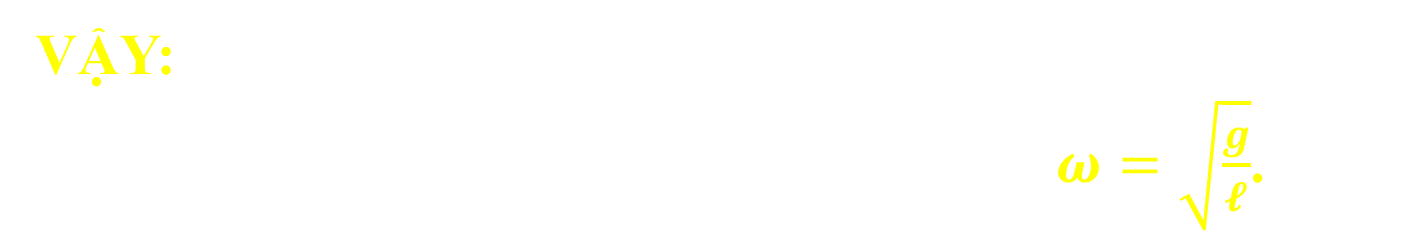 VẬY:
ω = √(g/ℓ).